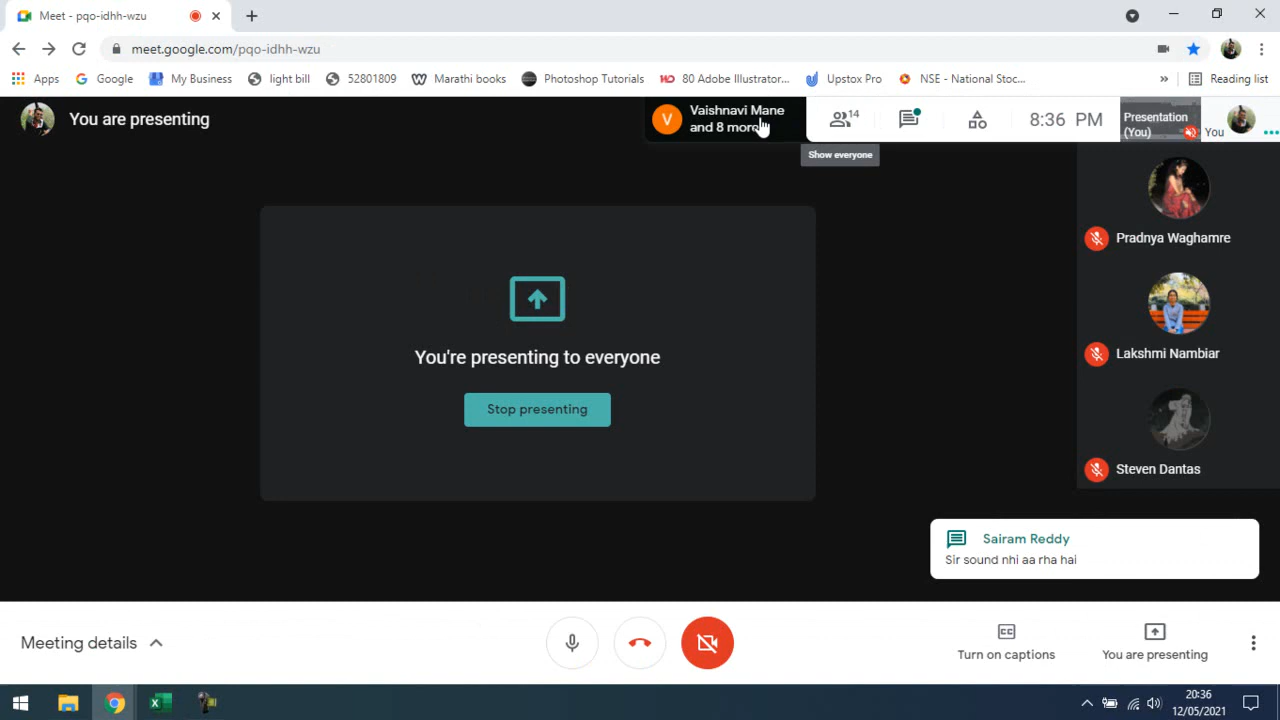 Meet - pqo-idhh-wzu
meet.google.com/pqo-idhh-wzu
Apps Google My Business light bill 52801809 Marathi books Photoshop Tutorials 80 Adobe Illustrator... Upstox Pro NSE - National Stoc... » Reading list
You are presenting
V
Vaishnavi Mane
and 8 more
14
8:36 PM
Presentation
(You)
You
Show everyone
Pradnya Waghamre
You're presenting to everyone
Lakshmi Nambiar
Stop presenting
Steven Dantas
Sairam Reddy
Sir sound nhi aa rha hai
Meeting details
CC
Turn on captions
You are presenting
20:36
12/05/2021